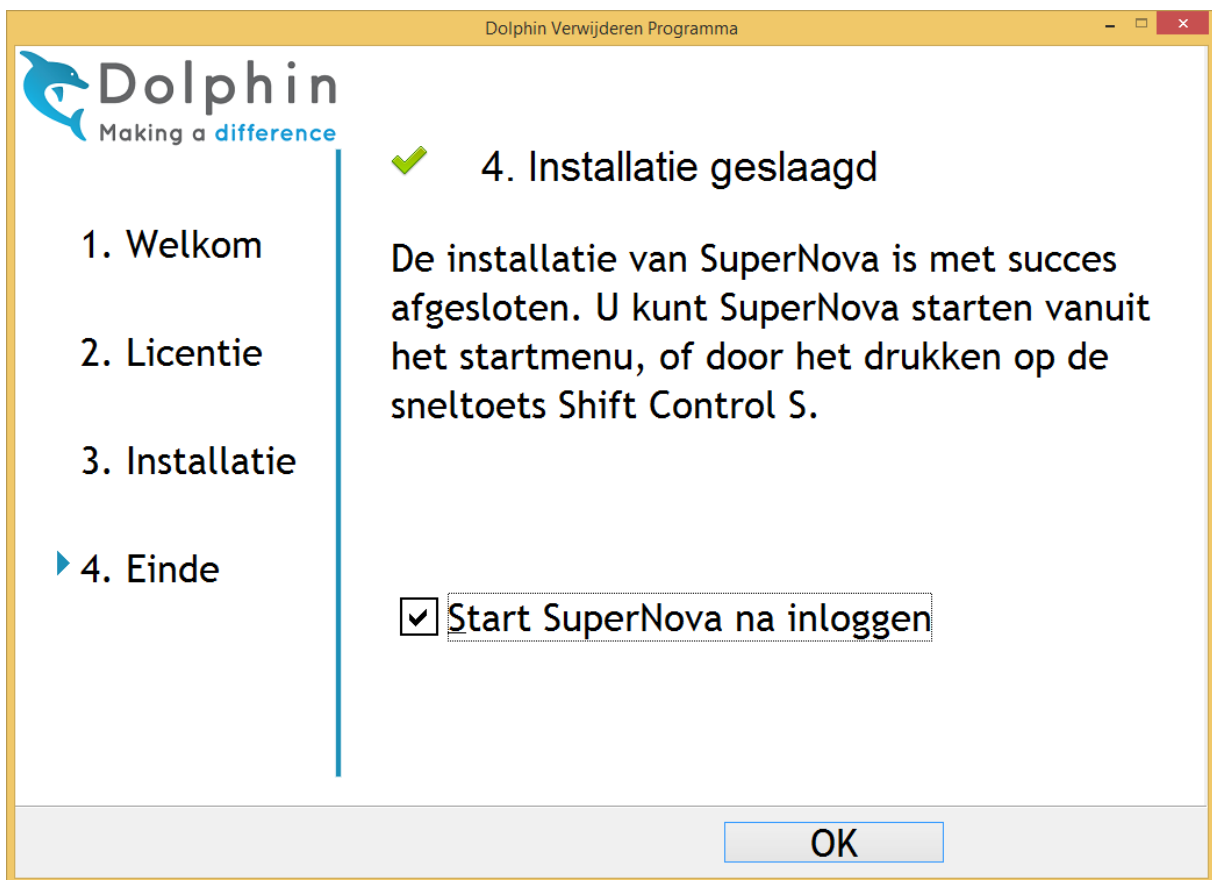 Dolphin Verwijderen Programma
Dolphin
Making a difference
1. Welkom
2. Licentie
3. Installatie
4. Einde
4. Installatie geslaagd
De installatie van SuperNova is met succes
afgesloten. U kunt SuperNova starten vanuit
het startmenu, of door het drukken op de
sneltoets Shift Control S.
Start SuperNova na inloggen
OK